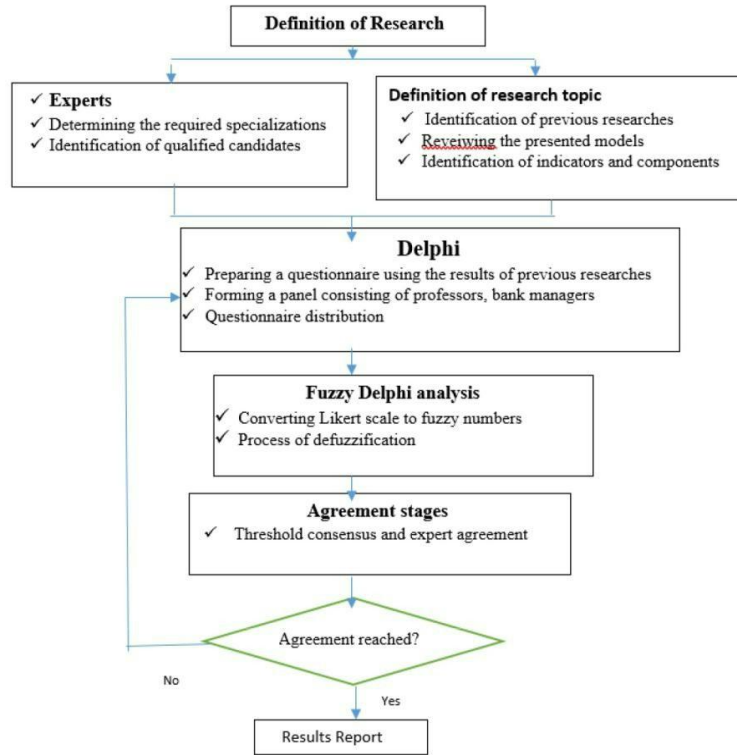 Definition of Research
✓ Experts
✓ Determining the required specializations
✓ Identification of qualified candidates
Definition of research topic
✓ Identification of previous researches
✓ Reveiwing the presented models
✓ Identification of indicators and components
Delphi
✓ Preparing a questionnaire using the results of previous researches
✓ Forming a panel consisting of professors, bank managers
✓ Questionnaire distribution
Fuzzy Delphi analysis
✓ Converting Likert scale to fuzzy numbers
✓ Process of defuzzification
Agreement stages
✓ Threshold consensus and expert agreement
Agreement reached?
No
Yes
Results Report